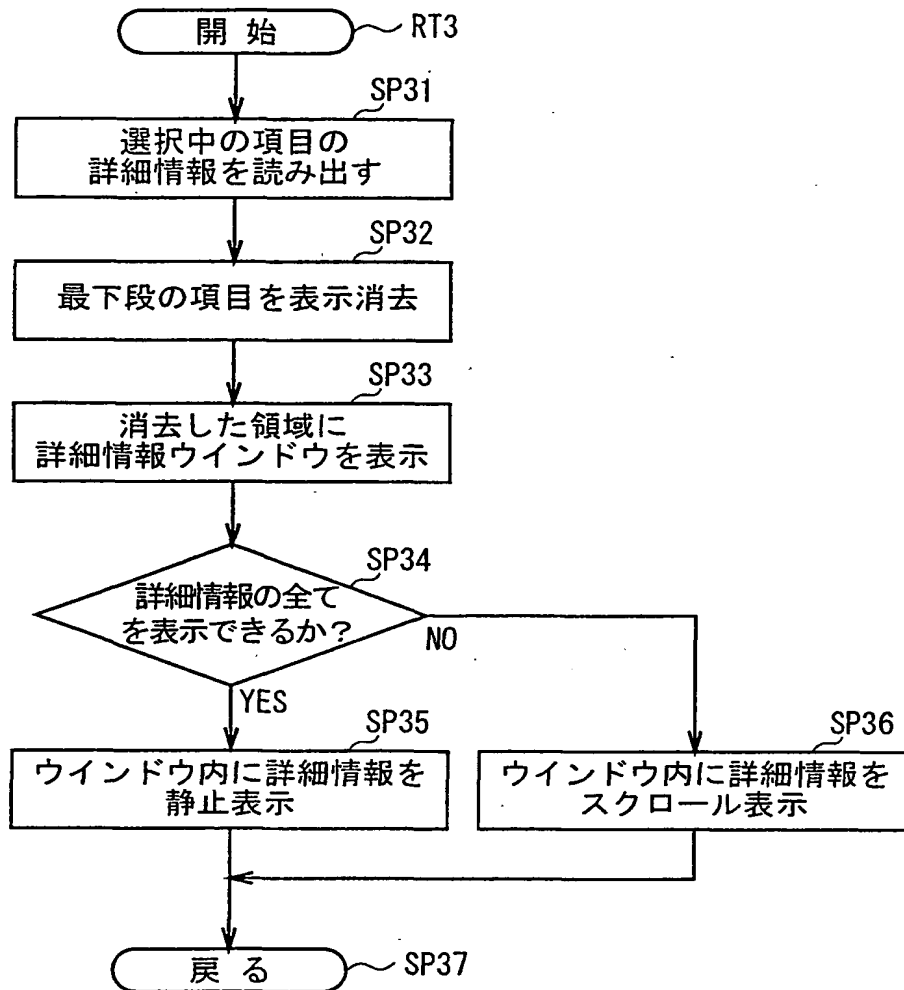 開始
RT3
SP31
選択中の項目の
詳細情報を読み出す
SP32
最下段の項目を表示消去
SP33
消去した領域に
詳細情報ウインドウを表示
SP34
詳細情報の全て
を表示できるか？
NO
YES
SP35
ウインドウ内に詳細情報を
静止表示
SP36
ウインドウ内に詳細情報を
スクロール表示
戻る
SP37